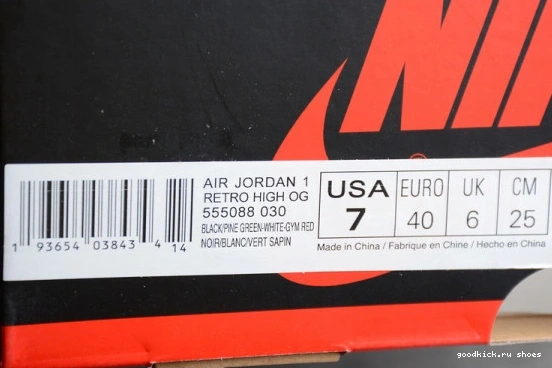 NIK
AIR JORDAN 1
RETRO HIGH OG
555088 030
BLACK/PINE GREEN-WHITE-GYM RED
NOIR/BLANC/VERT SAPIN
1 93654 03843 4 14
USA EURO UK CM
7 40 6 25
Made in China / Fabrique en Chine / Hecho en China
goodkick.ru shoes